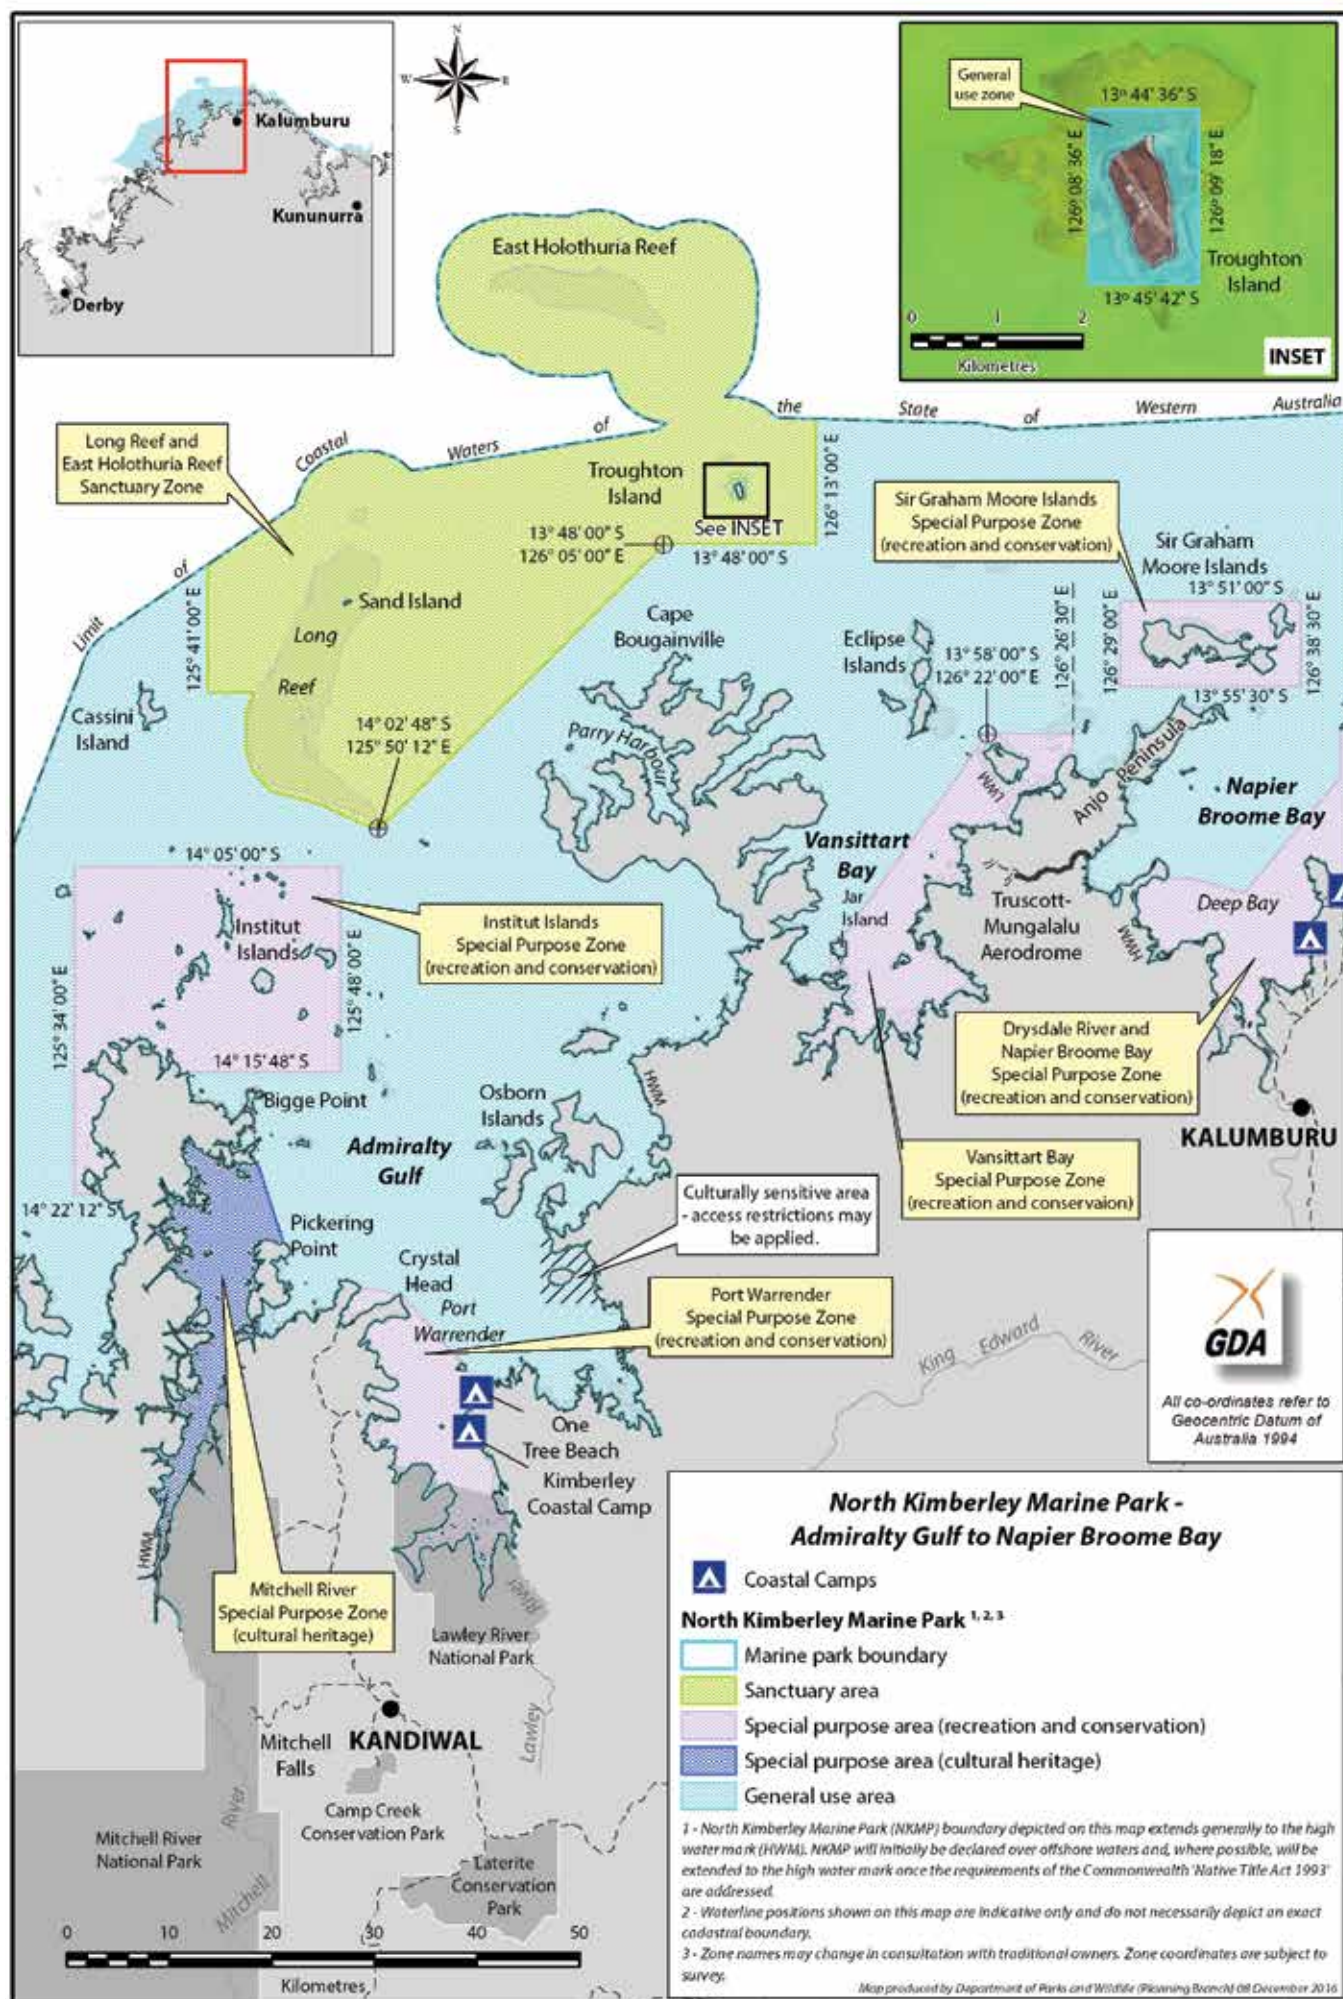 N
W
E
S
Kalumburu
Kununurra
Derby
General
use zone
13° 44' 36" S
126° 08' 36" E
126° 09' 18" E
Troughton
Island
13° 45' 42" S
0 1 2
Kilometres
INSET
East Holothuria Reef
Limit of Coastal Waters of the State of Western Australia
Long Reef and
East Holothuria Reef
Sanctuary Zone
Troughton
Island
See INSET
126° 13' 00" E
13° 48' 00" S
126° 05' 00" E
13° 48' 00" S
Sir Graham Moore Islands
Special Purpose Zone
(recreation and conservation)
Sir Graham
Moore Islands
13° 51' 00" S
126° 26' 30" E
126° 29' 00" E
126° 38' 30" E
13° 55' 30" S
125° 41' 00" E
Sand Island
Long
Reef
Cape
Bougainville
Eclipse
Islands
13° 58' 00" S
126° 22' 00" E
Cassini
Island
14° 02' 48" S
125° 50' 12" E
Parry Harbour
LWM
Anjo Peninsula
Napier
Broome Bay
Vansittart
Bay
Jar
Island
Truscott-
Mungalalu
Aerodrome
HWM
Deep Bay
14° 05' 00" S
Institut
Islands
125° 34' 00" E
125° 48' 00" E
14° 15' 48" S
Institut Islands
Special Purpose Zone
(recreation and conservation)
Drysdale River and
Napier Broome Bay
Special Purpose Zone
(recreation and conservation)
KALUMBURU
Bigge Point
Osborn
Islands
HWM
Admiralty
Gulf
Vansittart Bay
Special Purpose Zone
(recreation and conservaion)
14° 22' 12" S
Pickering
Point
Culturally sensitive area
- access restrictions may
be applied.
Crystal
Head
Port
Warrender
Port Warrender
Special Purpose Zone
(recreation and conservation)
King Edward River
GDA
All co-ordinates refer to
Geocentric Datum of
Australia 1994
One
Tree Beach
Kimberley
Coastal Camp
HWM
Mitchell River
Special Purpose Zone
(cultural heritage)
River
Lawley River
National Park
Lawley
Mitchell
Falls
KANDIWAL
Camp Creek
Conservation Park
Mitchell River
National Park
River
Mitchell
Laterite
Conservation
Park
0 10 20 30 40 50
Kilometres
North Kimberley Marine Park -
Admiralty Gulf to Napier Broome Bay
Coastal Camps
North Kimberley Marine Park 1, 2, 3
Marine park boundary
Sanctuary area
Special purpose area (recreation and conservation)
Special purpose area (cultural heritage)
General use area
1 - North Kimberley Marine Park (NKMP) boundary depicted on this map extends generally to the high
water mark (HWM). NKMP will initially be declared over offshore waters and, where possible, will be
extended to the high water mark once the requirements of the Commonwealth 'Native Title Act 1993'
are addressed.
2 - Waterline positions shown on this map are indicative only and do not necessarily depict an exact
cadastral boundary.
3 - Zone names may change in consultation with traditional owners. Zone coordinates are subject to
survey.
Map produced by Department of Parks and Wildlife (Planning Branch) 08 December 2016